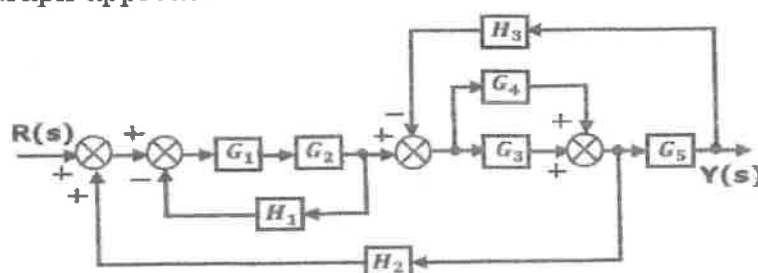 H₃
G₄
R(s)
+
+
+
−
G₁
G₂
+
−
G₃
+
+
G₅
Y(s)
H₁
H₂